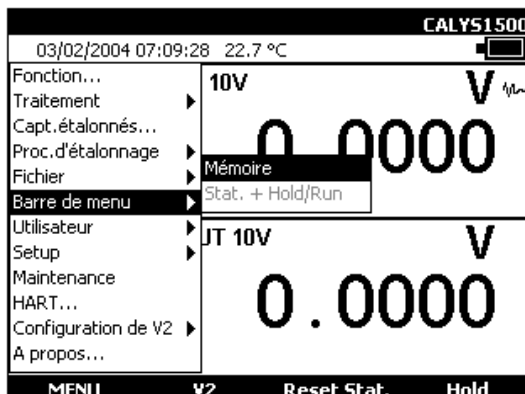 CALYS1500
03/02/2004 07:09:28 22.7 °C
Fonction...
Traitement
Capt.étalonnés...
Proc.d'étalonnage
Fichier
Barre de menu
Utilisateur
Setup
Maintenance
HART...
Configuration de V2
A propos...
Mémoire
Stat. + Hold/Run
10V
V
0.0000
UT 10V
V
0.0000
MENU V2 Reset Stat. Hold